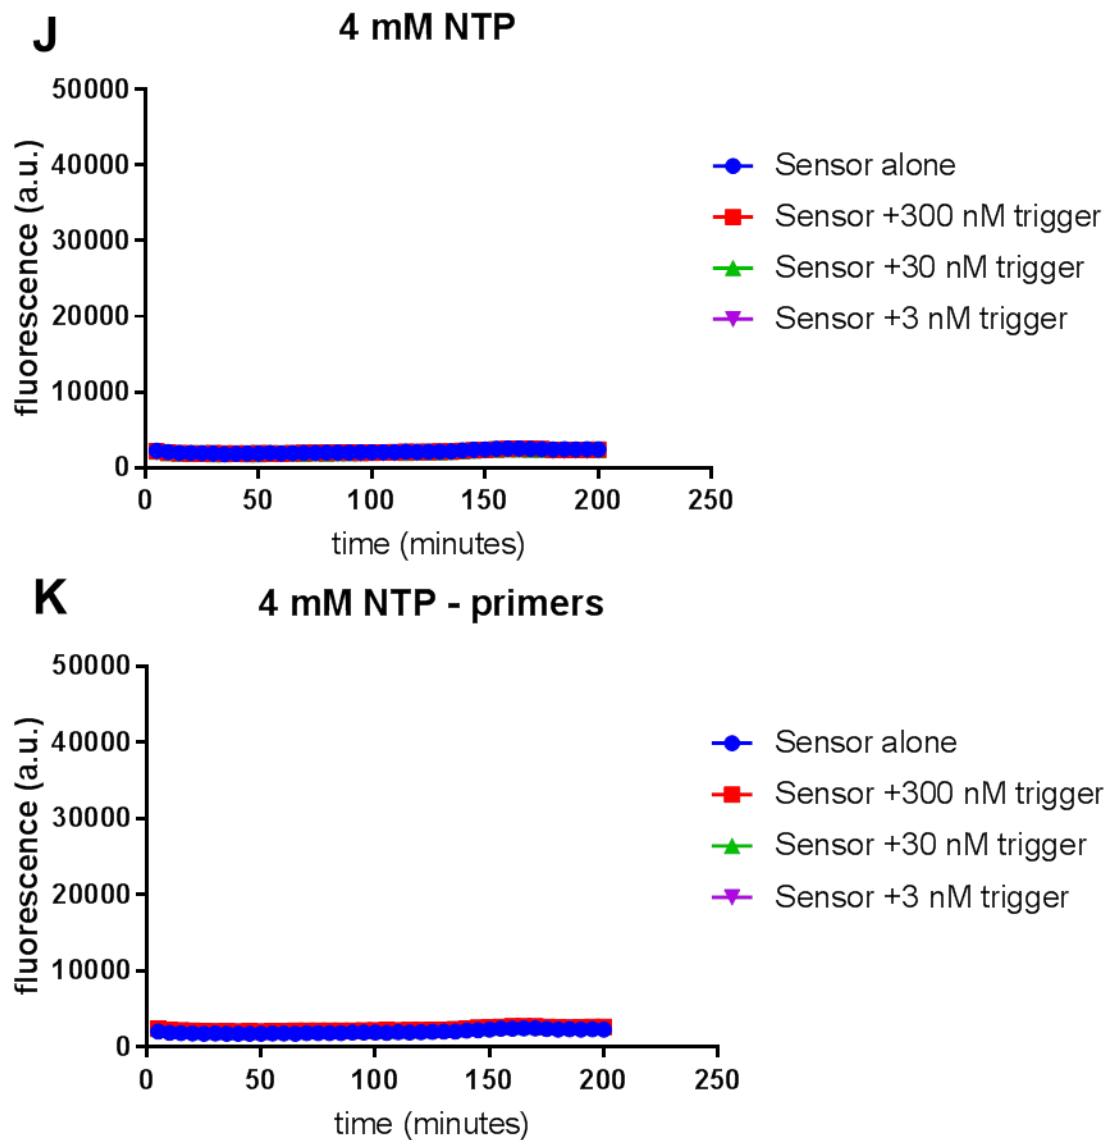 J
4 mM NTP
50000
40000
30000
20000
10000
0
fluorescence (a.u.)
0 50 100 150 200 250
time (minutes)
Sensor alone
Sensor +300 nM trigger
Sensor +30 nM trigger
Sensor +3 nM trigger
K
4 mM NTP - primers
50000
40000
30000
20000
10000
0
fluorescence (a.u.)
0 50 100 150 200 250
time (minutes)
Sensor alone
Sensor +300 nM trigger
Sensor +30 nM trigger
Sensor +3 nM trigger